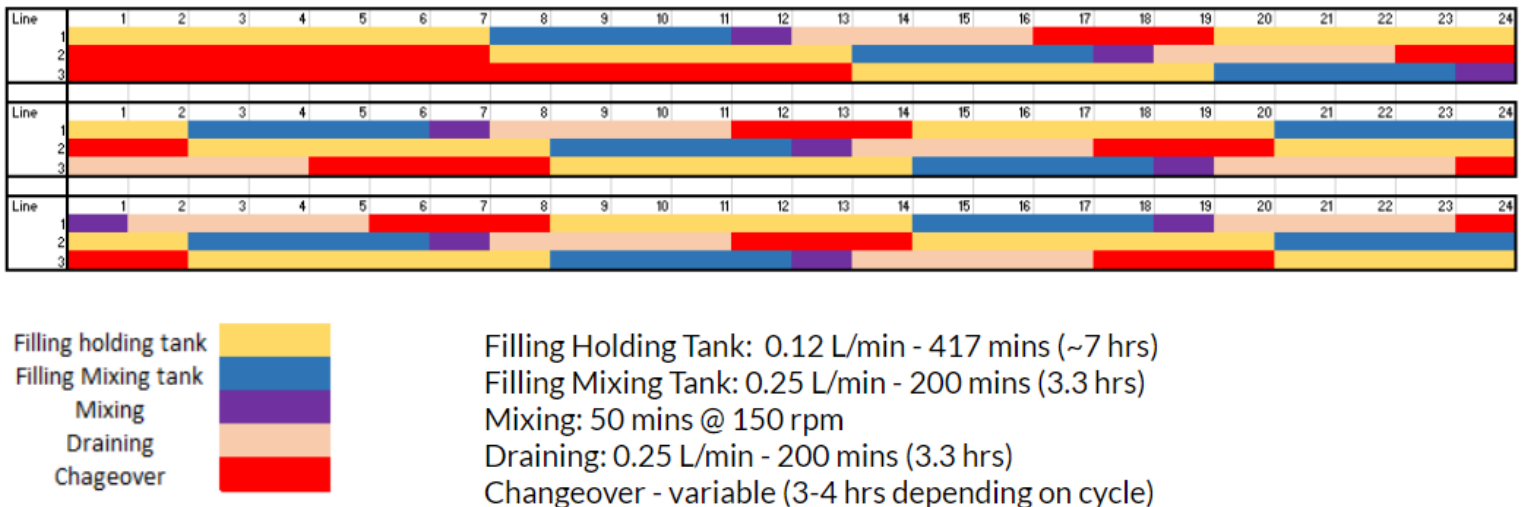 Line 1 2 3 4 5 6 7 8 9 10 11 12 13 14 15 16 17 18 19 20 21 22 23 24
1
2
3
Line 1 2 3 4 5 6 7 8 9 10 11 12 13 14 15 16 17 18 19 20 21 22 23 24
1
2
3
Line 1 2 3 4 5 6 7 8 9 10 11 12 13 14 15 16 17 18 19 20 21 22 23 24
1
2
3
Filling holding tank
Filling Mixing tank
Mixing
Draining
Chageover
Filling Holding Tank: 0.12 L/min - 417 mins (~7 hrs)
Filling Mixing Tank: 0.25 L/min - 200 mins (3.3 hrs)
Mixing: 50 mins @ 150 rpm
Draining: 0.25 L/min - 200 mins (3.3 hrs)
Changeover - variable (3-4 hrs depending on cycle)